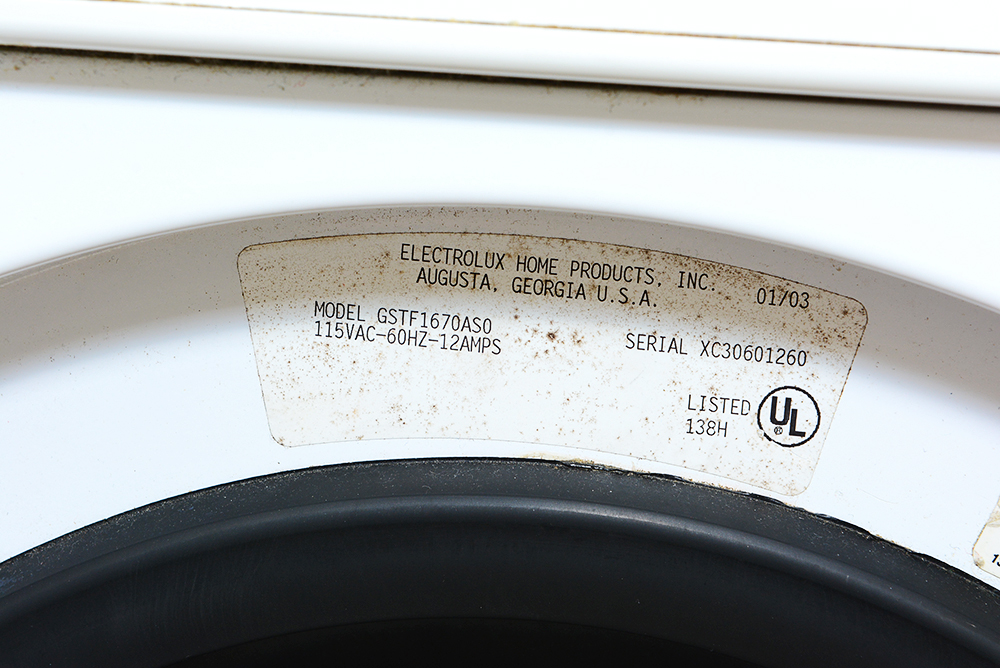 ELECTROLUX HOME PRODUCTS, INC.
AUGUSTA, GEORGIA U.S.A. 01/03
MODEL GSTF1670AS0
115VAC-60HZ-12AMPS
SERIAL XC30601260
LISTED
138H
UL
®